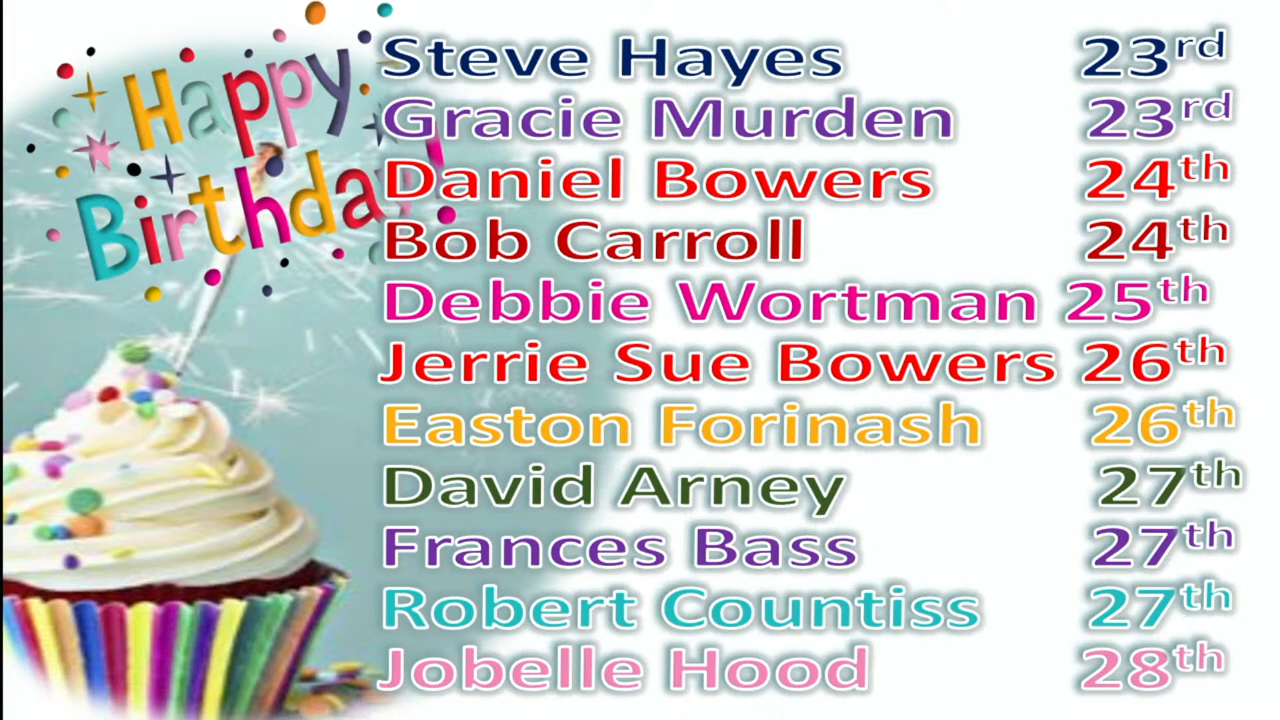 Happy
Birthday!
Steve Hayes 23rd
Gracie Murden 23rd
Daniel Bowers 24th
Bob Carroll 24th
Debbie Wortman 25th
Jerrie Sue Bowers 26th
Easton Forinash 26th
David Arney 27th
Frances Bass 27th
Robert Countiss 27th
Jobelle Hood 28th